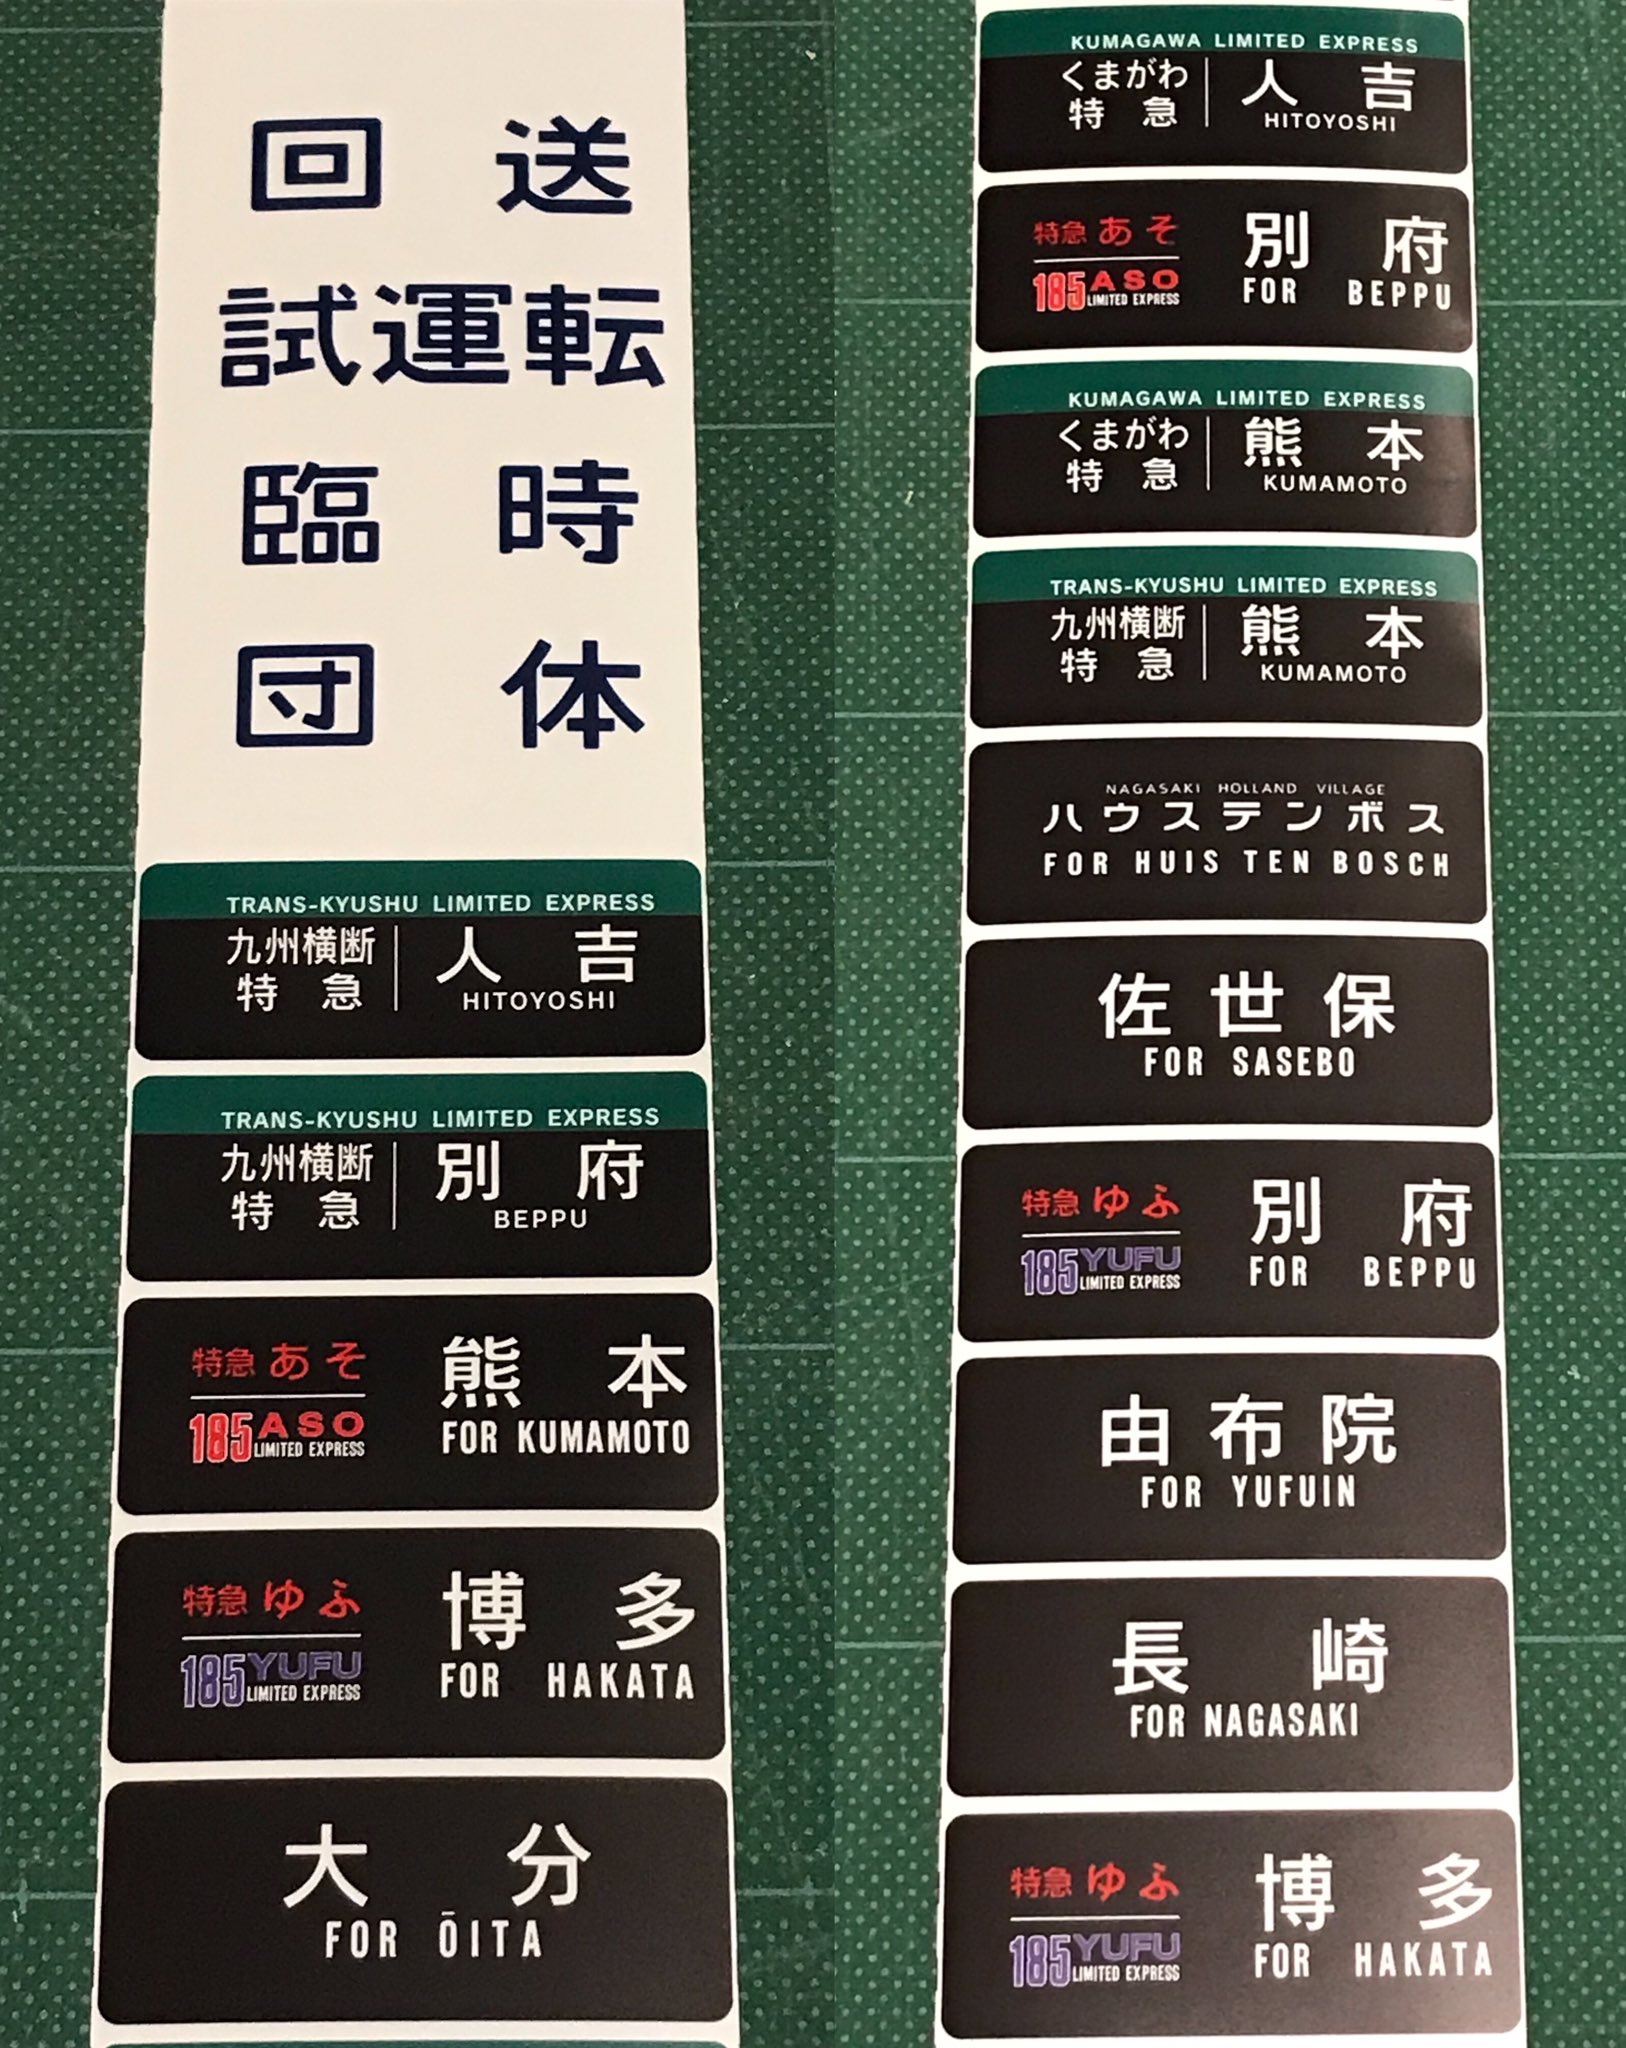 回送
試運転
臨時
団体
TRANS-KYUSHU LIMITED EXPRESS
九州横断
特急
人吉
HITOYOSHI
TRANS-KYUSHU LIMITED EXPRESS
九州横断
特急
別府
BEPPU
特急あそ
185 ASO
LIMITED EXPRESS
熊本
FOR KUMAMOTO
特急ゆふ
185 YUFU
LIMITED EXPRESS
博多
FOR HAKATA
大分
FOR ŌITA
KUMAGAWA LIMITED EXPRESS
くまがわ
特急
人吉
HITOYOSHI
特急あそ
185 ASO
LIMITED EXPRESS
別府
FOR BEPPU
KUMAGAWA LIMITED EXPRESS
くまがわ
特急
熊本
KUMAMOTO
TRANS-KYUSHU LIMITED EXPRESS
九州横断
特急
熊本
KUMAMOTO
NAGASAKI HOLLAND VILLAGE
ハウステンボス
FOR HUIS TEN BOSCH
佐世保
FOR SASEBO
特急ゆふ
185 YUFU
LIMITED EXPRESS
別府
FOR BEPPU
由布院
FOR YUFUIN
長崎
FOR NAGASAKI
特急ゆふ
185 YUFU
LIMITED EXPRESS
博多
FOR HAKATA